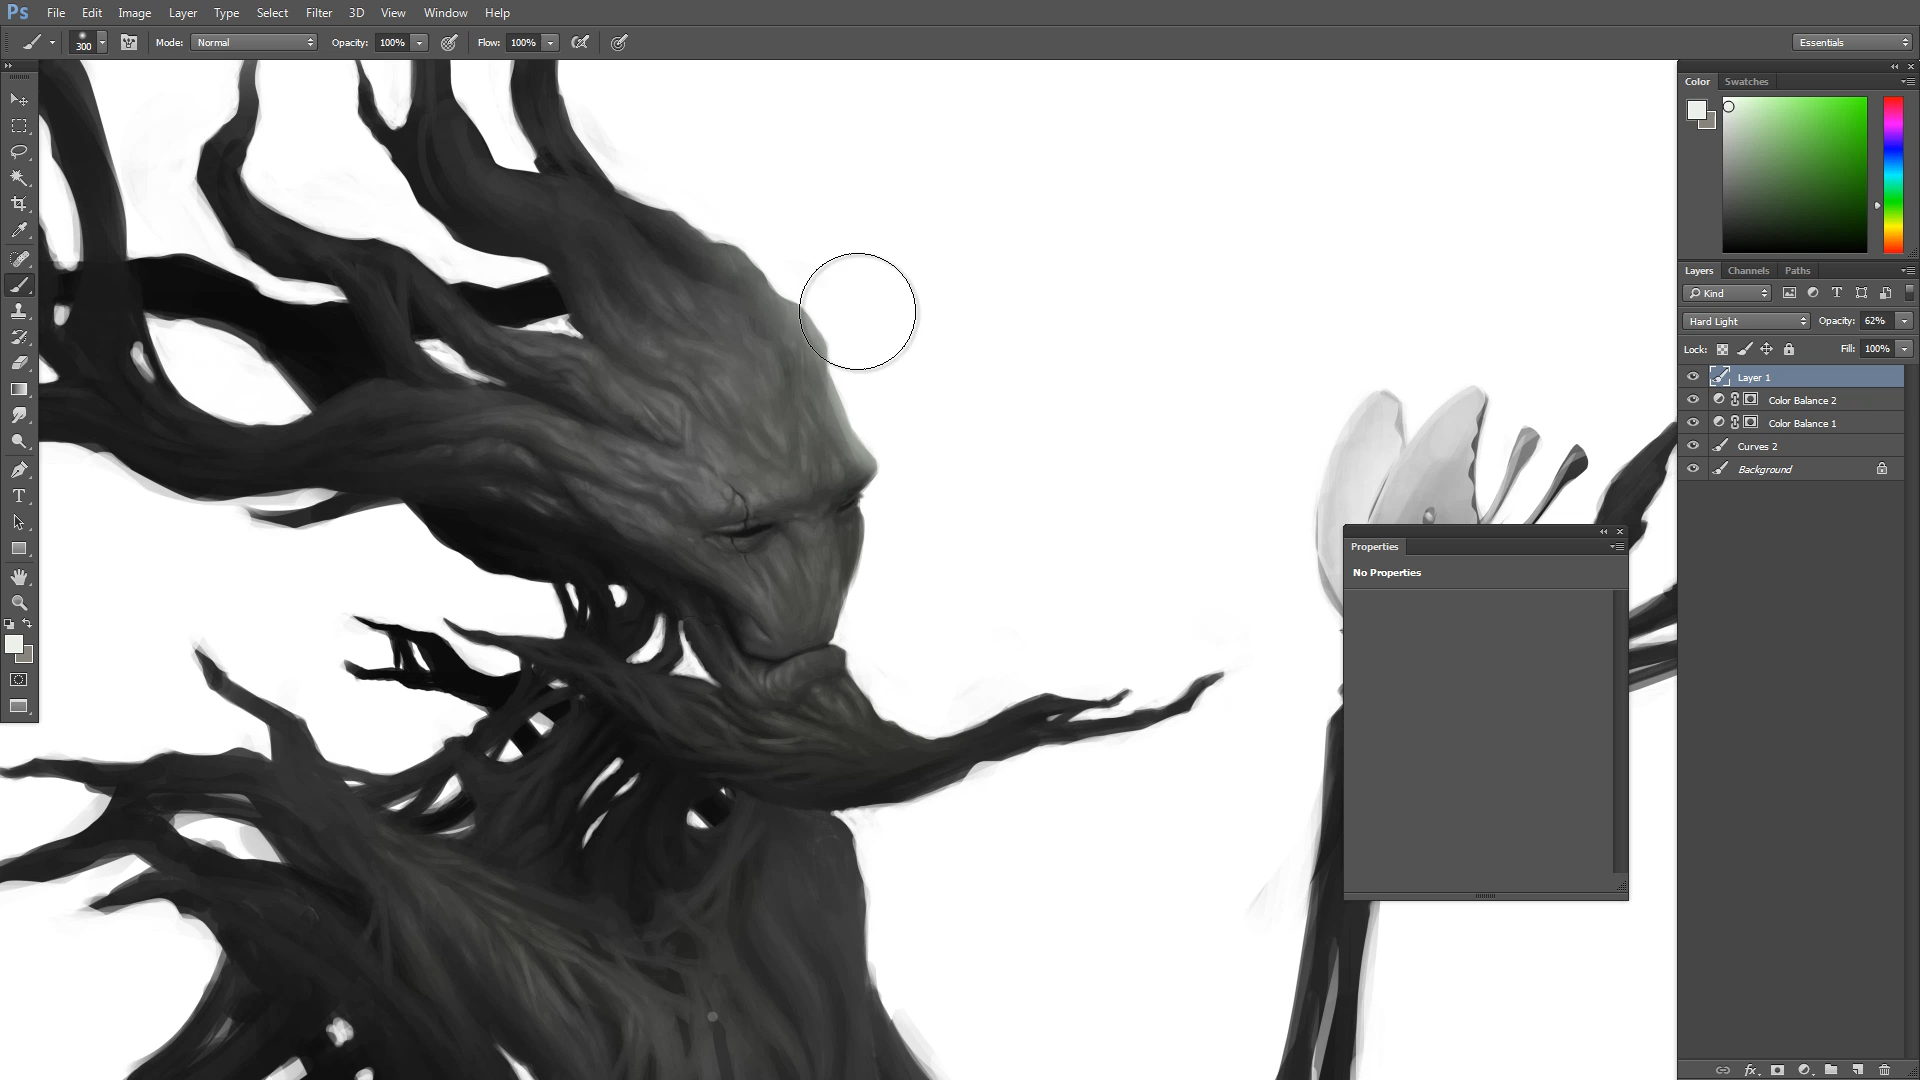 Ps File Edit Image Layer Type Select Filter 3D View Window Help
300 Mode: Normal Opacity: 100% Flow: 100% Essentials
Color Swatches
Layers Channels Paths
Kind T
Hard Light Opacity: 62%
Lock: Fill: 100%
Layer 1
Color Balance 2
Color Balance 1
Curves 2
Background
T
Properties
No Properties
fx